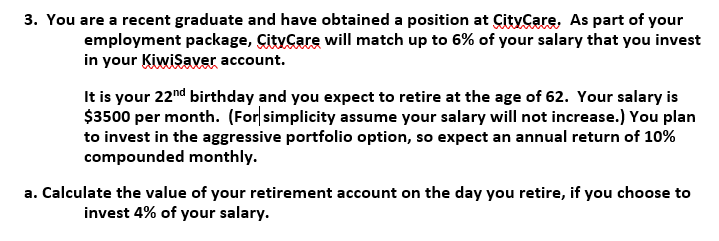 3. You are a recent graduate and have obtained a position at CityCare. As part of your
employment package, CityCare will match up to 6% of your salary that you invest
in your KiwiSaver account.
It is your 22nd birthday and you expect to retire at the age of 62. Your salary is
$3500 per month. (For simplicity assume your salary will not increase.) You plan
to invest in the aggressive portfolio option, so expect an annual return of 10%
compounded monthly.
a. Calculate the value of your retirement account on the day you retire, if you choose to
invest 4% of your salary.